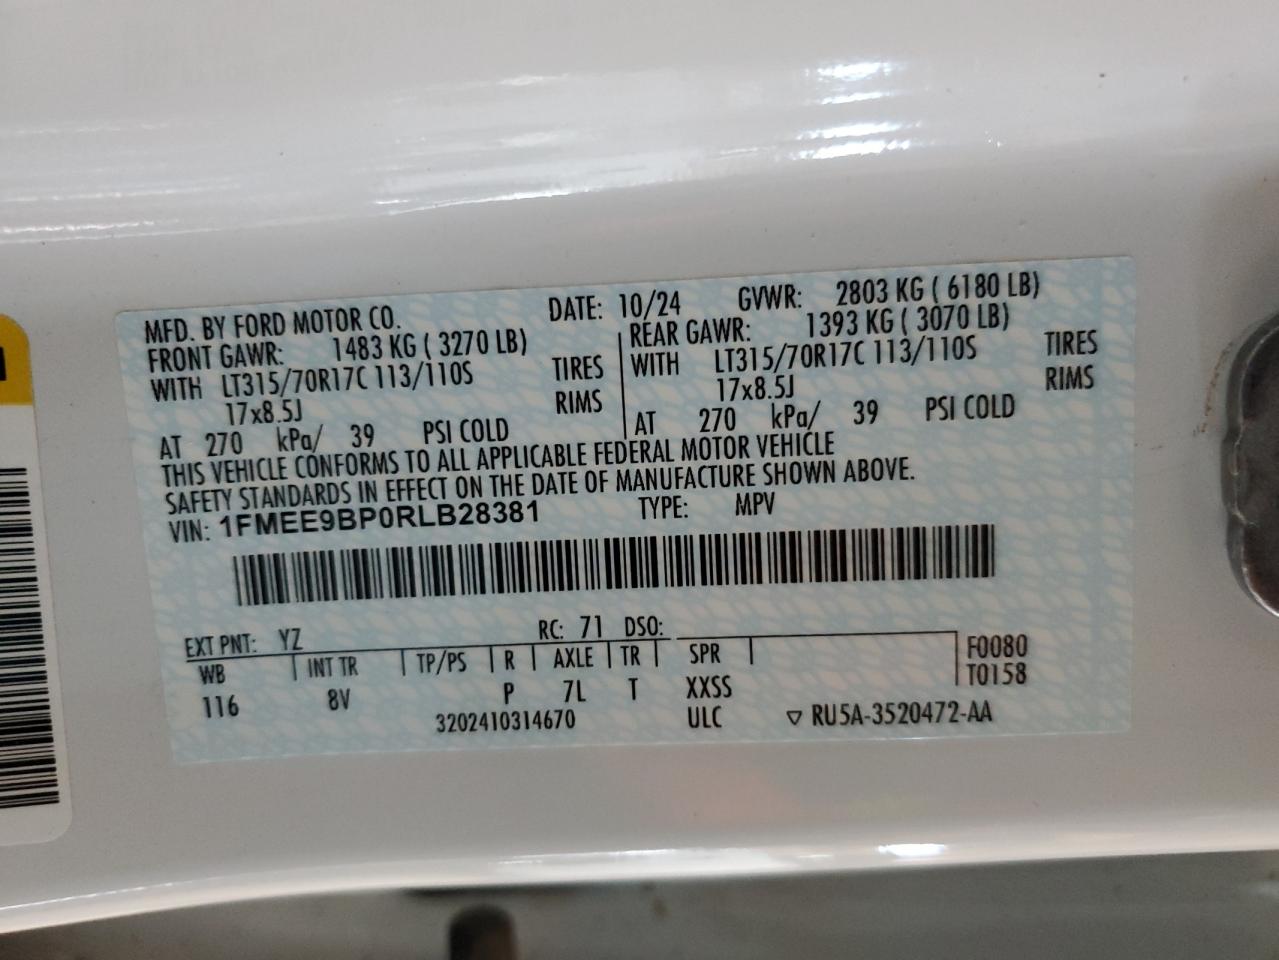 MFD. BY FORD MOTOR CO. DATE: 10/24 GVWR: 2803 KG ( 6180 LB)
FRONT GAWR: 1483 KG ( 3270 LB) REAR GAWR: 1393 KG ( 3070 LB)
WITH LT315/70R17C 113/110S TIRES WITH LT315/70R17C 113/110S TIRES
17x8.5J RIMS 17x8.5J RIMS
AT 270 kPa/ 39 PSI COLD AT 270 kPa/ 39 PSI COLD
THIS VEHICLE CONFORMS TO ALL APPLICABLE FEDERAL MOTOR VEHICLE
SAFETY STANDARDS IN EFFECT ON THE DATE OF MANUFACTURE SHOWN ABOVE.
VIN: 1FMEE9BP0RLB28381 TYPE: MPV
EXT PNT: YZ RC: 71 DSO:
WB INT TR TP/PS R AXLE TR SPR F0080
116 8V P 7L T XXSS T0158
3202410314670 ULC ▽ RU5A-3520472-AA